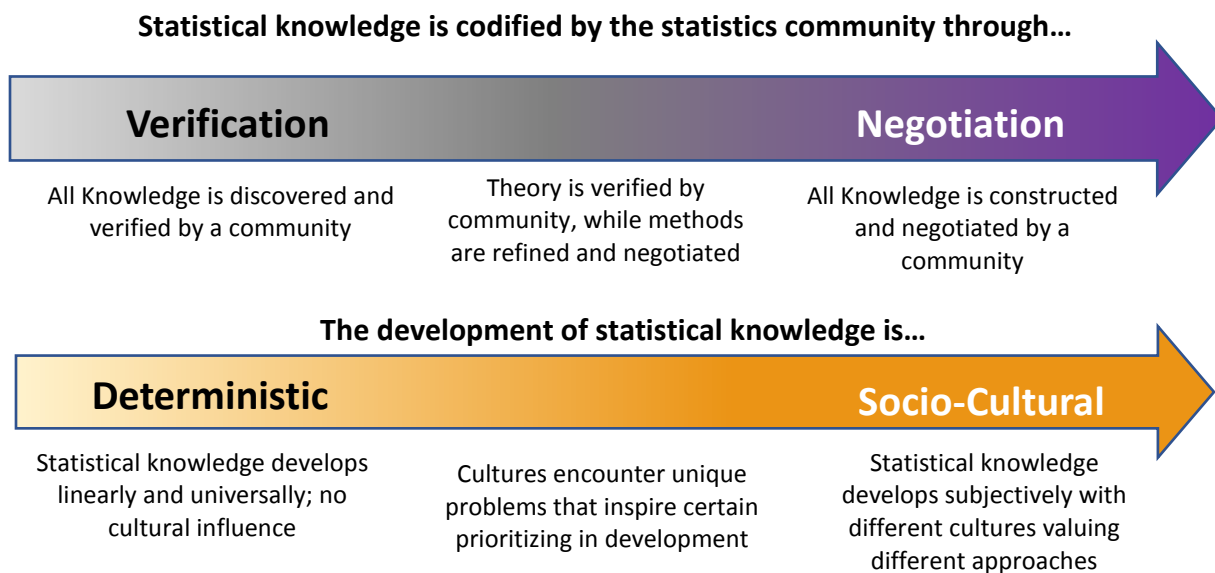 Statistical knowledge is codified by the statistics community through…
Verification
Negotiation
All Knowledge is discovered and
verified by a community
Theory is verified by
community, while methods
are refined and negotiated
All Knowledge is constructed
and negotiated by a
community
The development of statistical knowledge is…
Deterministic
Socio-Cultural
Statistical knowledge develops
linearly and universally; no
cultural influence
Cultures encounter unique
problems that inspire certain
prioritizing in development
Statistical knowledge
develops subjectively with
different cultures valuing
different approaches